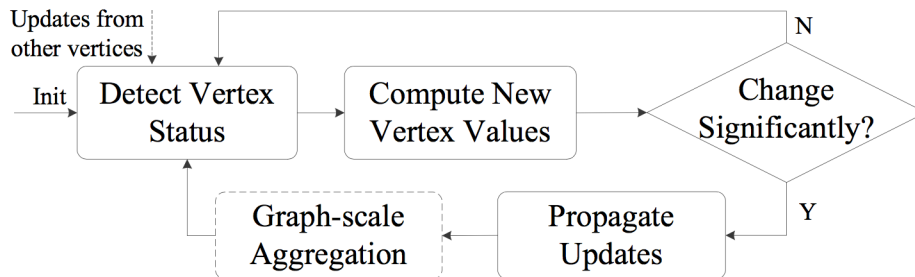 Updates from
other vertices
N
Init
Detect Vertex
Status
Compute New
Vertex Values
Change
Significantly?
Y
Graph-scale
Aggregation
Propagate
Updates